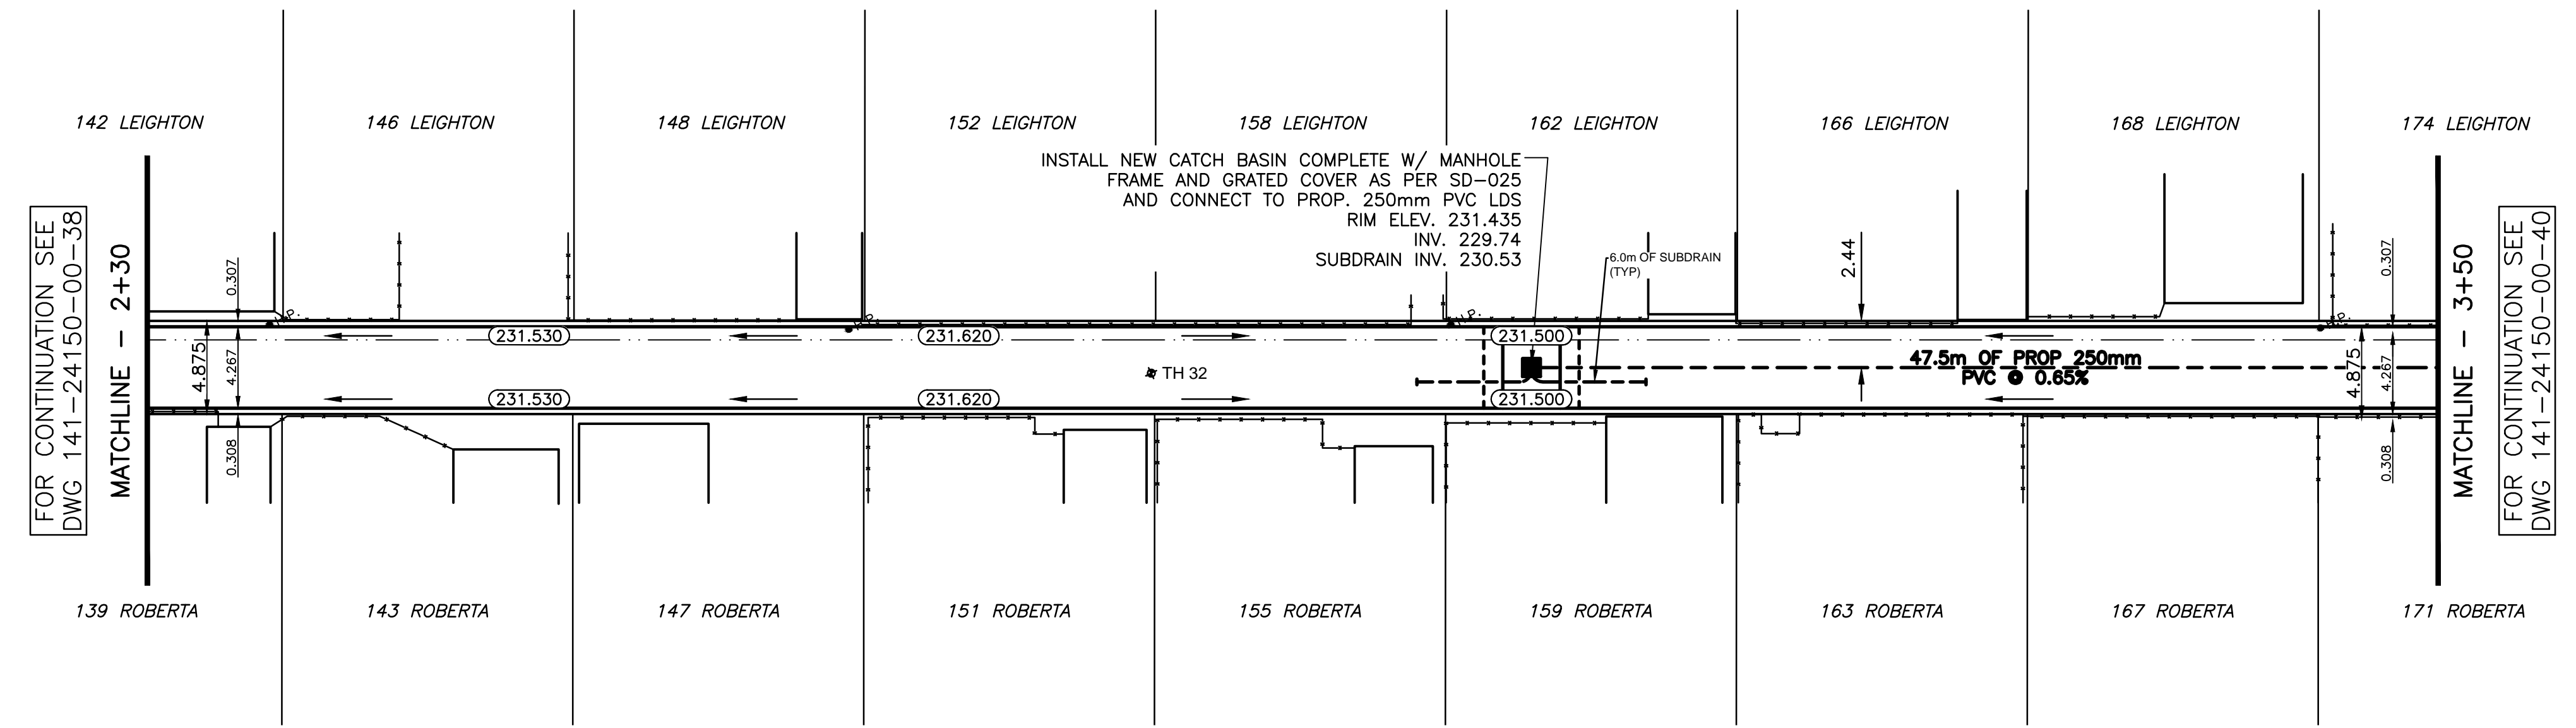 142 LEIGHTON
146 LEIGHTON
148 LEIGHTON
152 LEIGHTON
158 LEIGHTON
162 LEIGHTON
166 LEIGHTON
168 LEIGHTON
174 LEIGHTON
INSTALL NEW CATCH BASIN COMPLETE W/ MANHOLE
FRAME AND GRATED COVER AS PER SD-025
AND CONNECT TO PROP. 250mm PVC LDS
RIM ELEV. 231.435
INV. 229.74
SUBDRAIN INV. 230.53
6.0m OF SUBDRAIN
(TYP)
FOR CONTINUATION SEE
DWG 141-24150-00-38
MATCHLINE - 2+30
0.307
4.875
4.267
0.308
H.P.
H.P.
H.P.
H.P.
231.530
231.620
231.500
231.530
231.620
231.500
TH 32
2.44
47.5m OF PROP 250mm
PVC @ 0.65%
0.307
4.875
4.267
0.308
MATCHLINE - 3+50
FOR CONTINUATION SEE
DWG 141-24150-00-40
139 ROBERTA
143 ROBERTA
147 ROBERTA
151 ROBERTA
155 ROBERTA
159 ROBERTA
163 ROBERTA
167 ROBERTA
171 ROBERTA